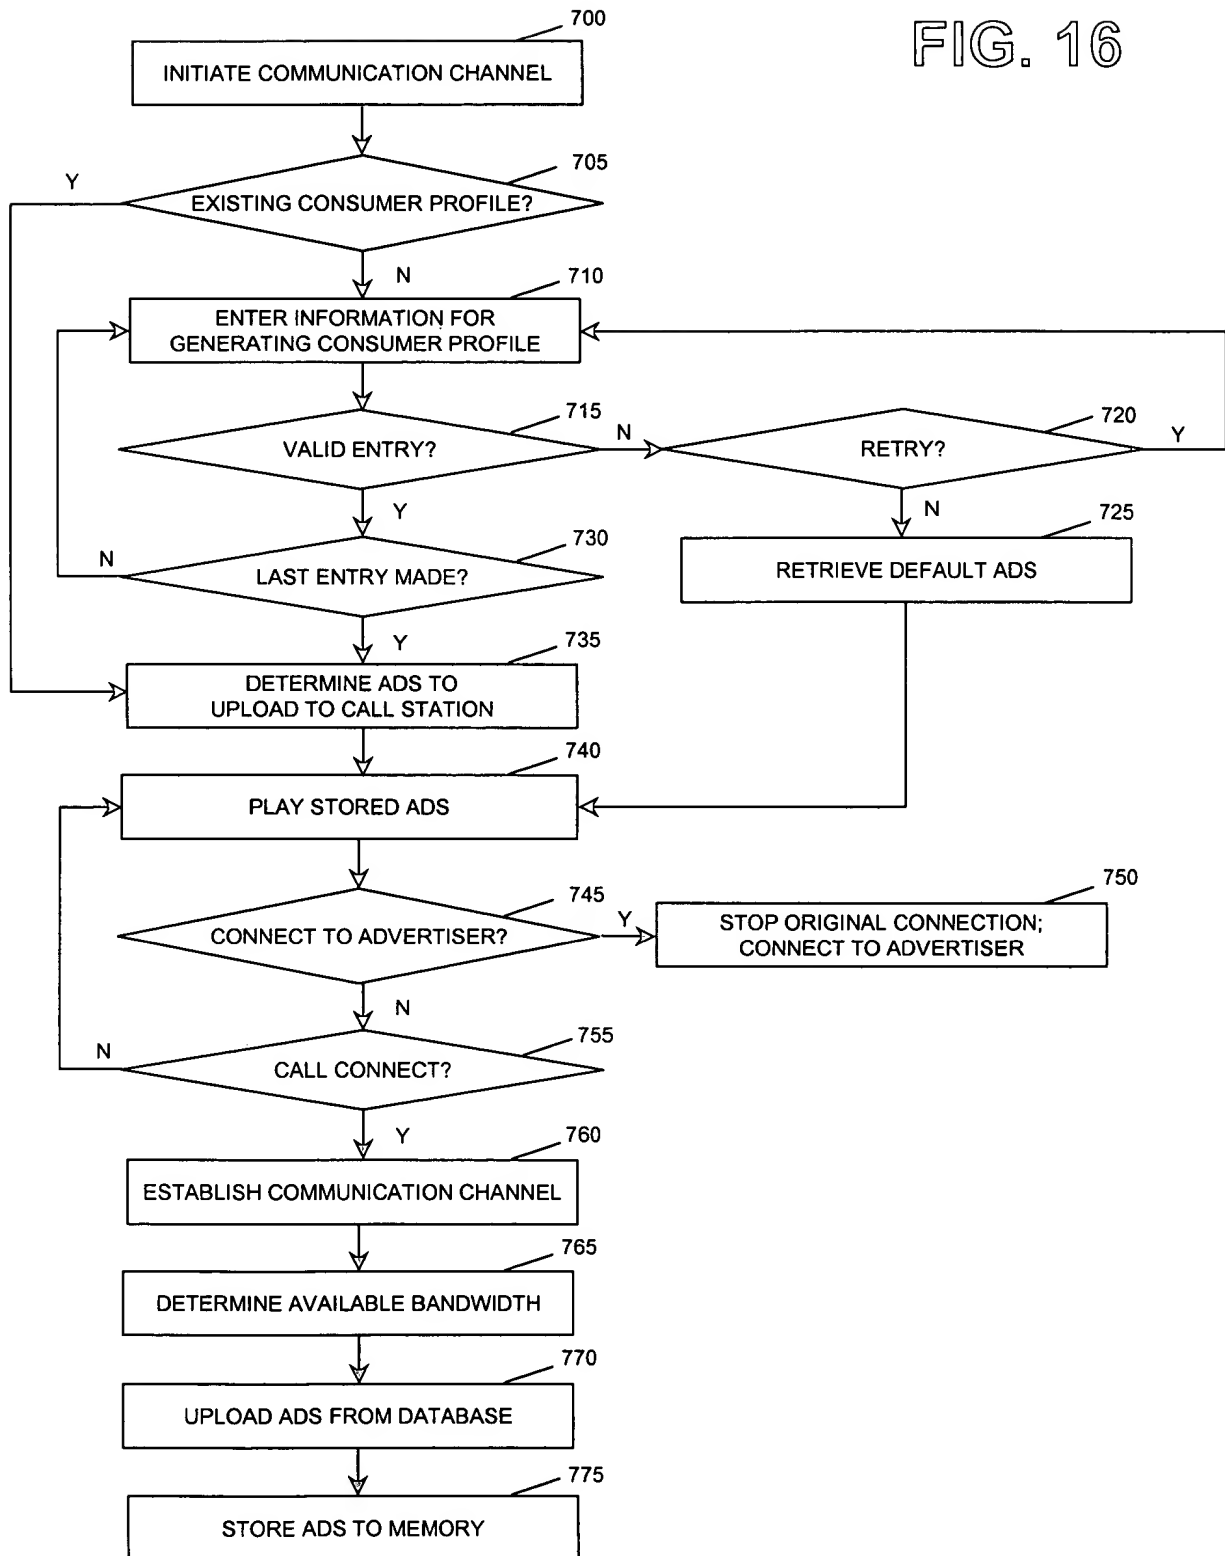 FIG. 16
700
INITIATE COMMUNICATION CHANNEL
705
Y
EXISTING CONSUMER PROFILE?
N
710
ENTER INFORMATION FOR
GENERATING CONSUMER PROFILE
715
VALID ENTRY?
N
720
RETRY?
Y
Y
N
725
RETRIEVE DEFAULT ADS
730
N
LAST ENTRY MADE?
Y
735
DETERMINE ADS TO
UPLOAD TO CALL STATION
740
PLAY STORED ADS
745
CONNECT TO ADVERTISER?
Y
750
STOP ORIGINAL CONNECTION;
CONNECT TO ADVERTISER
N
755
N
CALL CONNECT?
Y
760
ESTABLISH COMMUNICATION CHANNEL
765
DETERMINE AVAILABLE BANDWIDTH
770
UPLOAD ADS FROM DATABASE
775
STORE ADS TO MEMORY